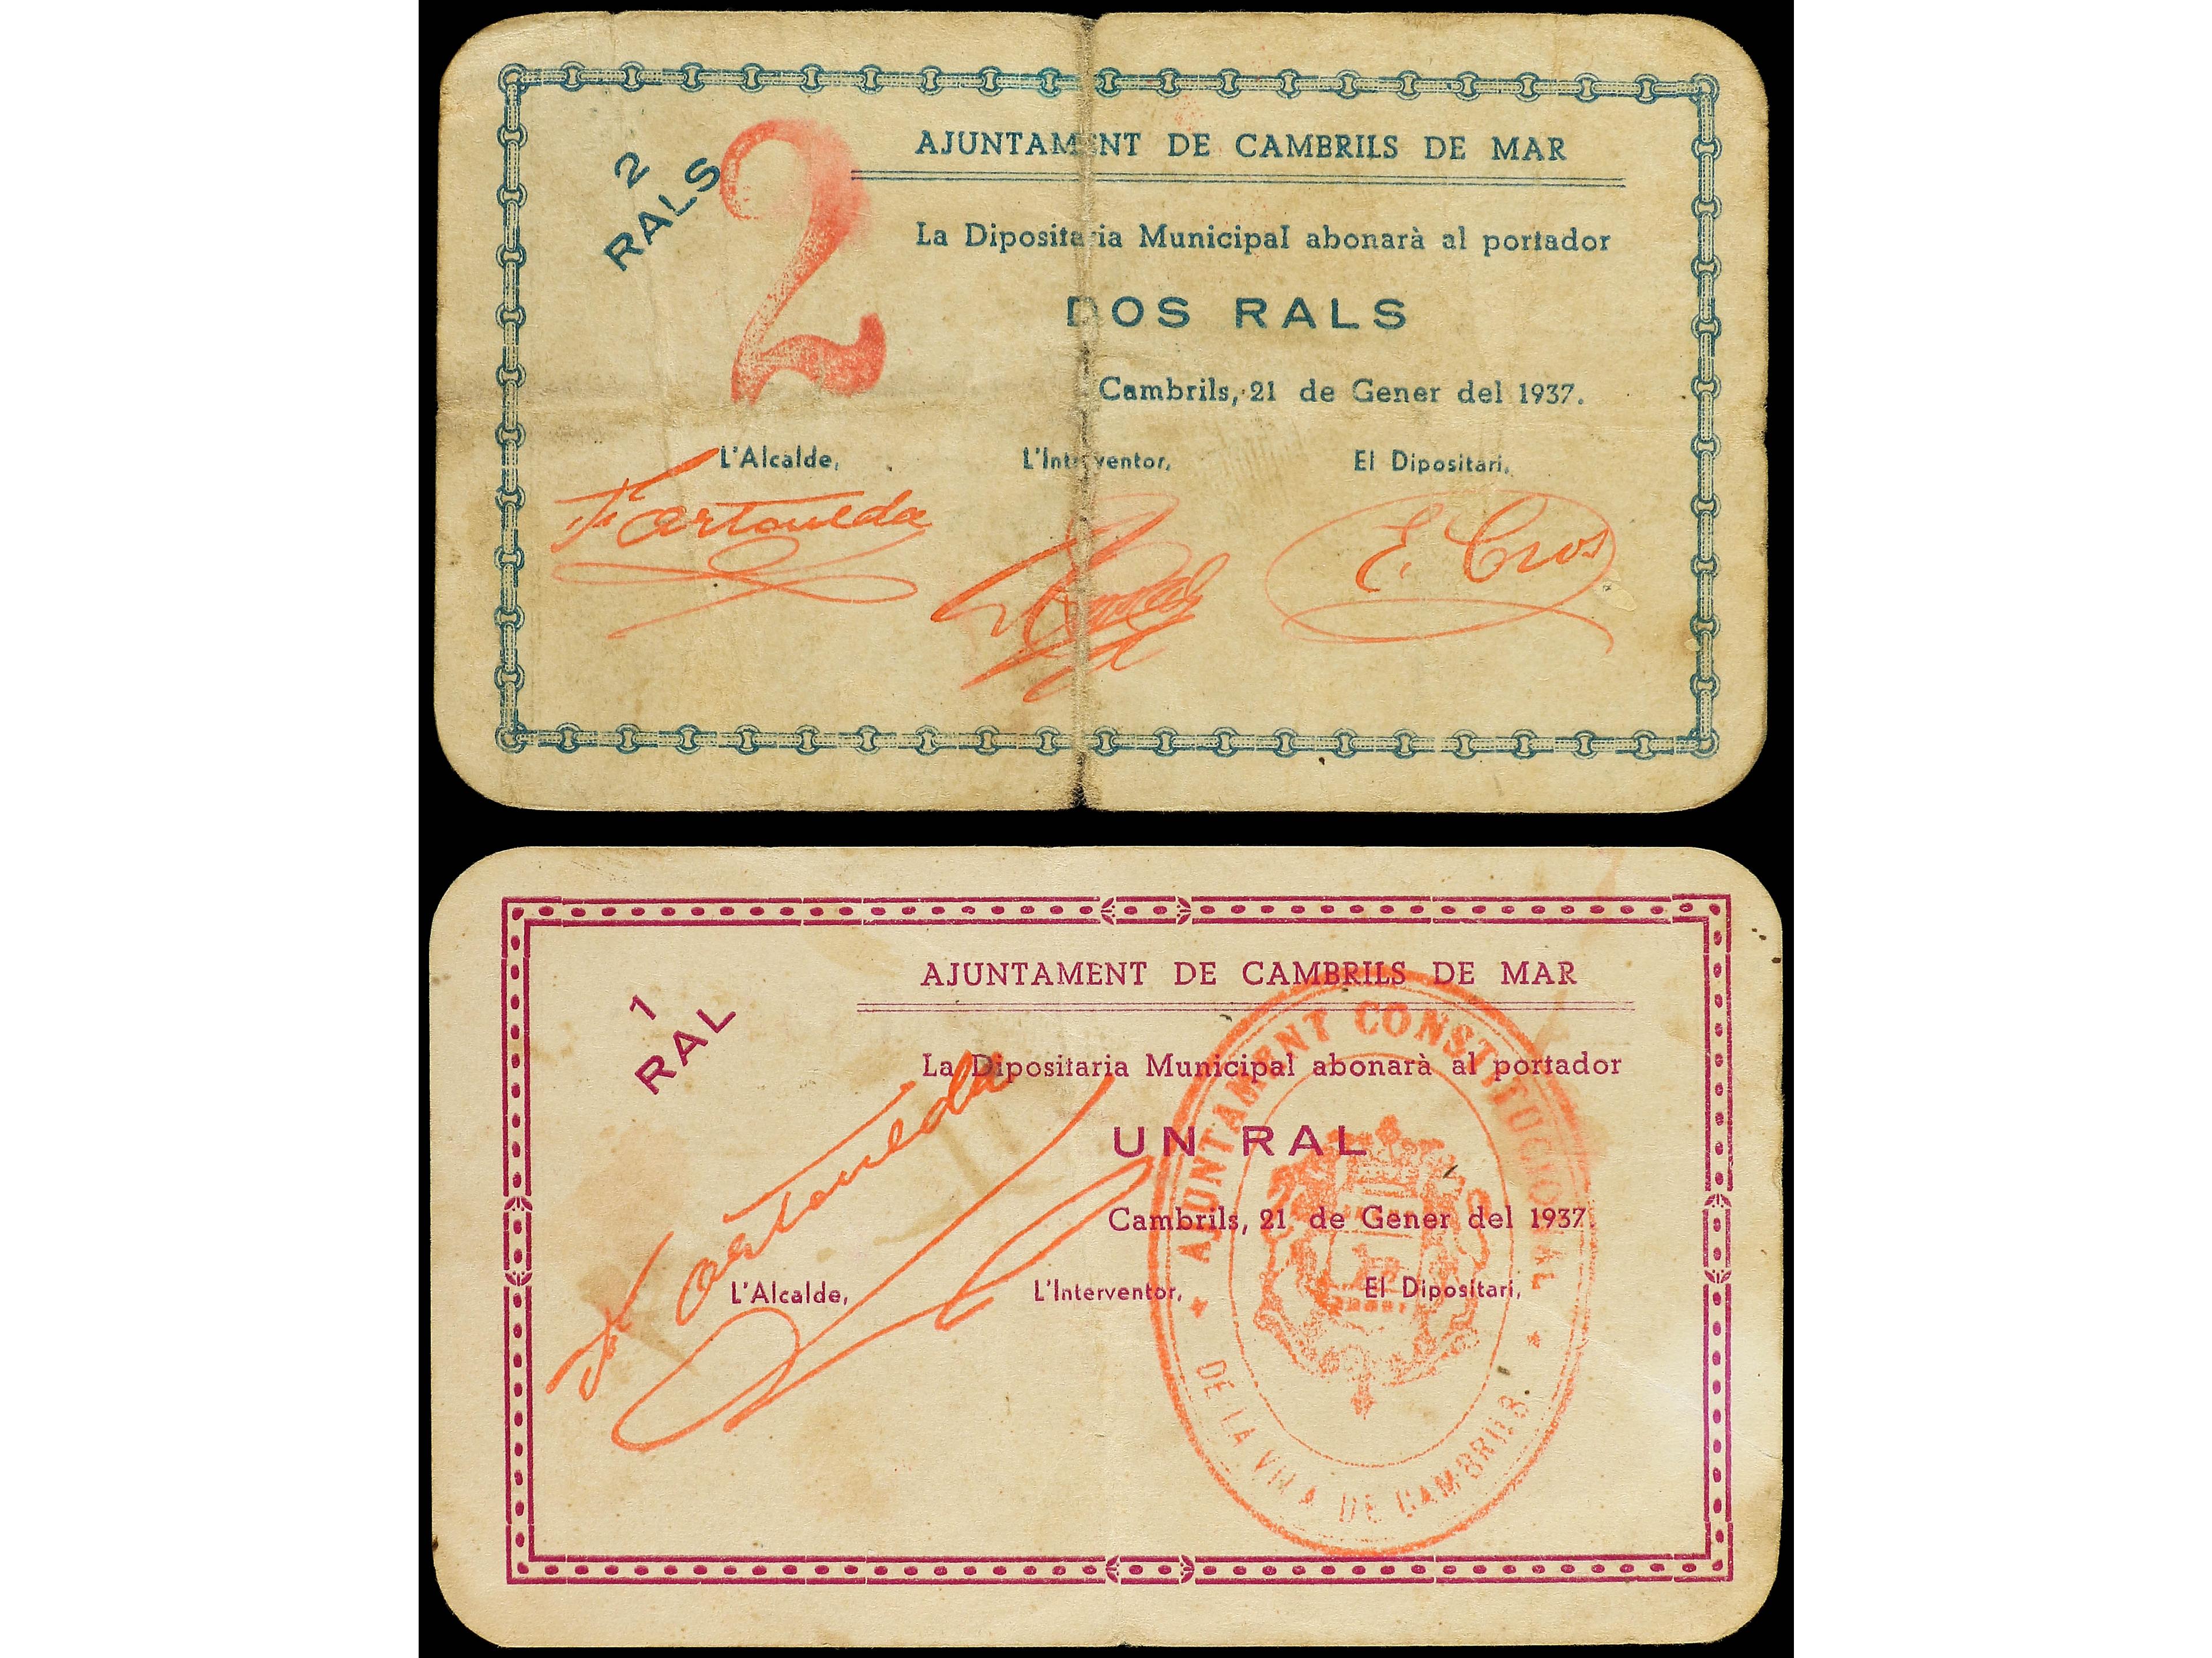 2
RALS
2
AJUNTAMENT DE CAMBRILS DE MAR
La Dipositaria Municipal abonarà al portador
DOS RALS
Cambrils, 21 de Gener del 1937.
L'Alcalde,
L'Interventor,
El Dipositari,
E. Cros
1
RAL
AJUNTAMENT DE CAMBRILS DE MAR
La Dipositaria Municipal abonarà al portador
UN RAL
Cambrils, 21 de Gener del 1937
L'Alcalde,
L'Interventor,
El Dipositari,
AJUNTAMENT CONSTITUCIONAL
DE LA VILA DE CAMBRILS